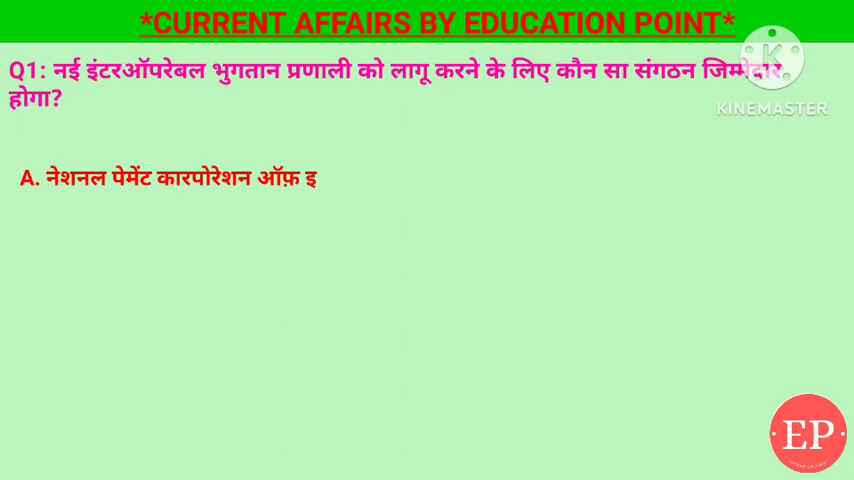 *CURRENT AFFAIRS BY EDUCATION POINT*
Q1: नई इंटरऑपरेबल भुगतान प्रणाली को लागू करने के लिए कौन सा संगठन जिम्मेदार
होगा?
KINEMASTER
A. नेशनल पेमेंट कारपोरेशन ऑफ़ इ
EP